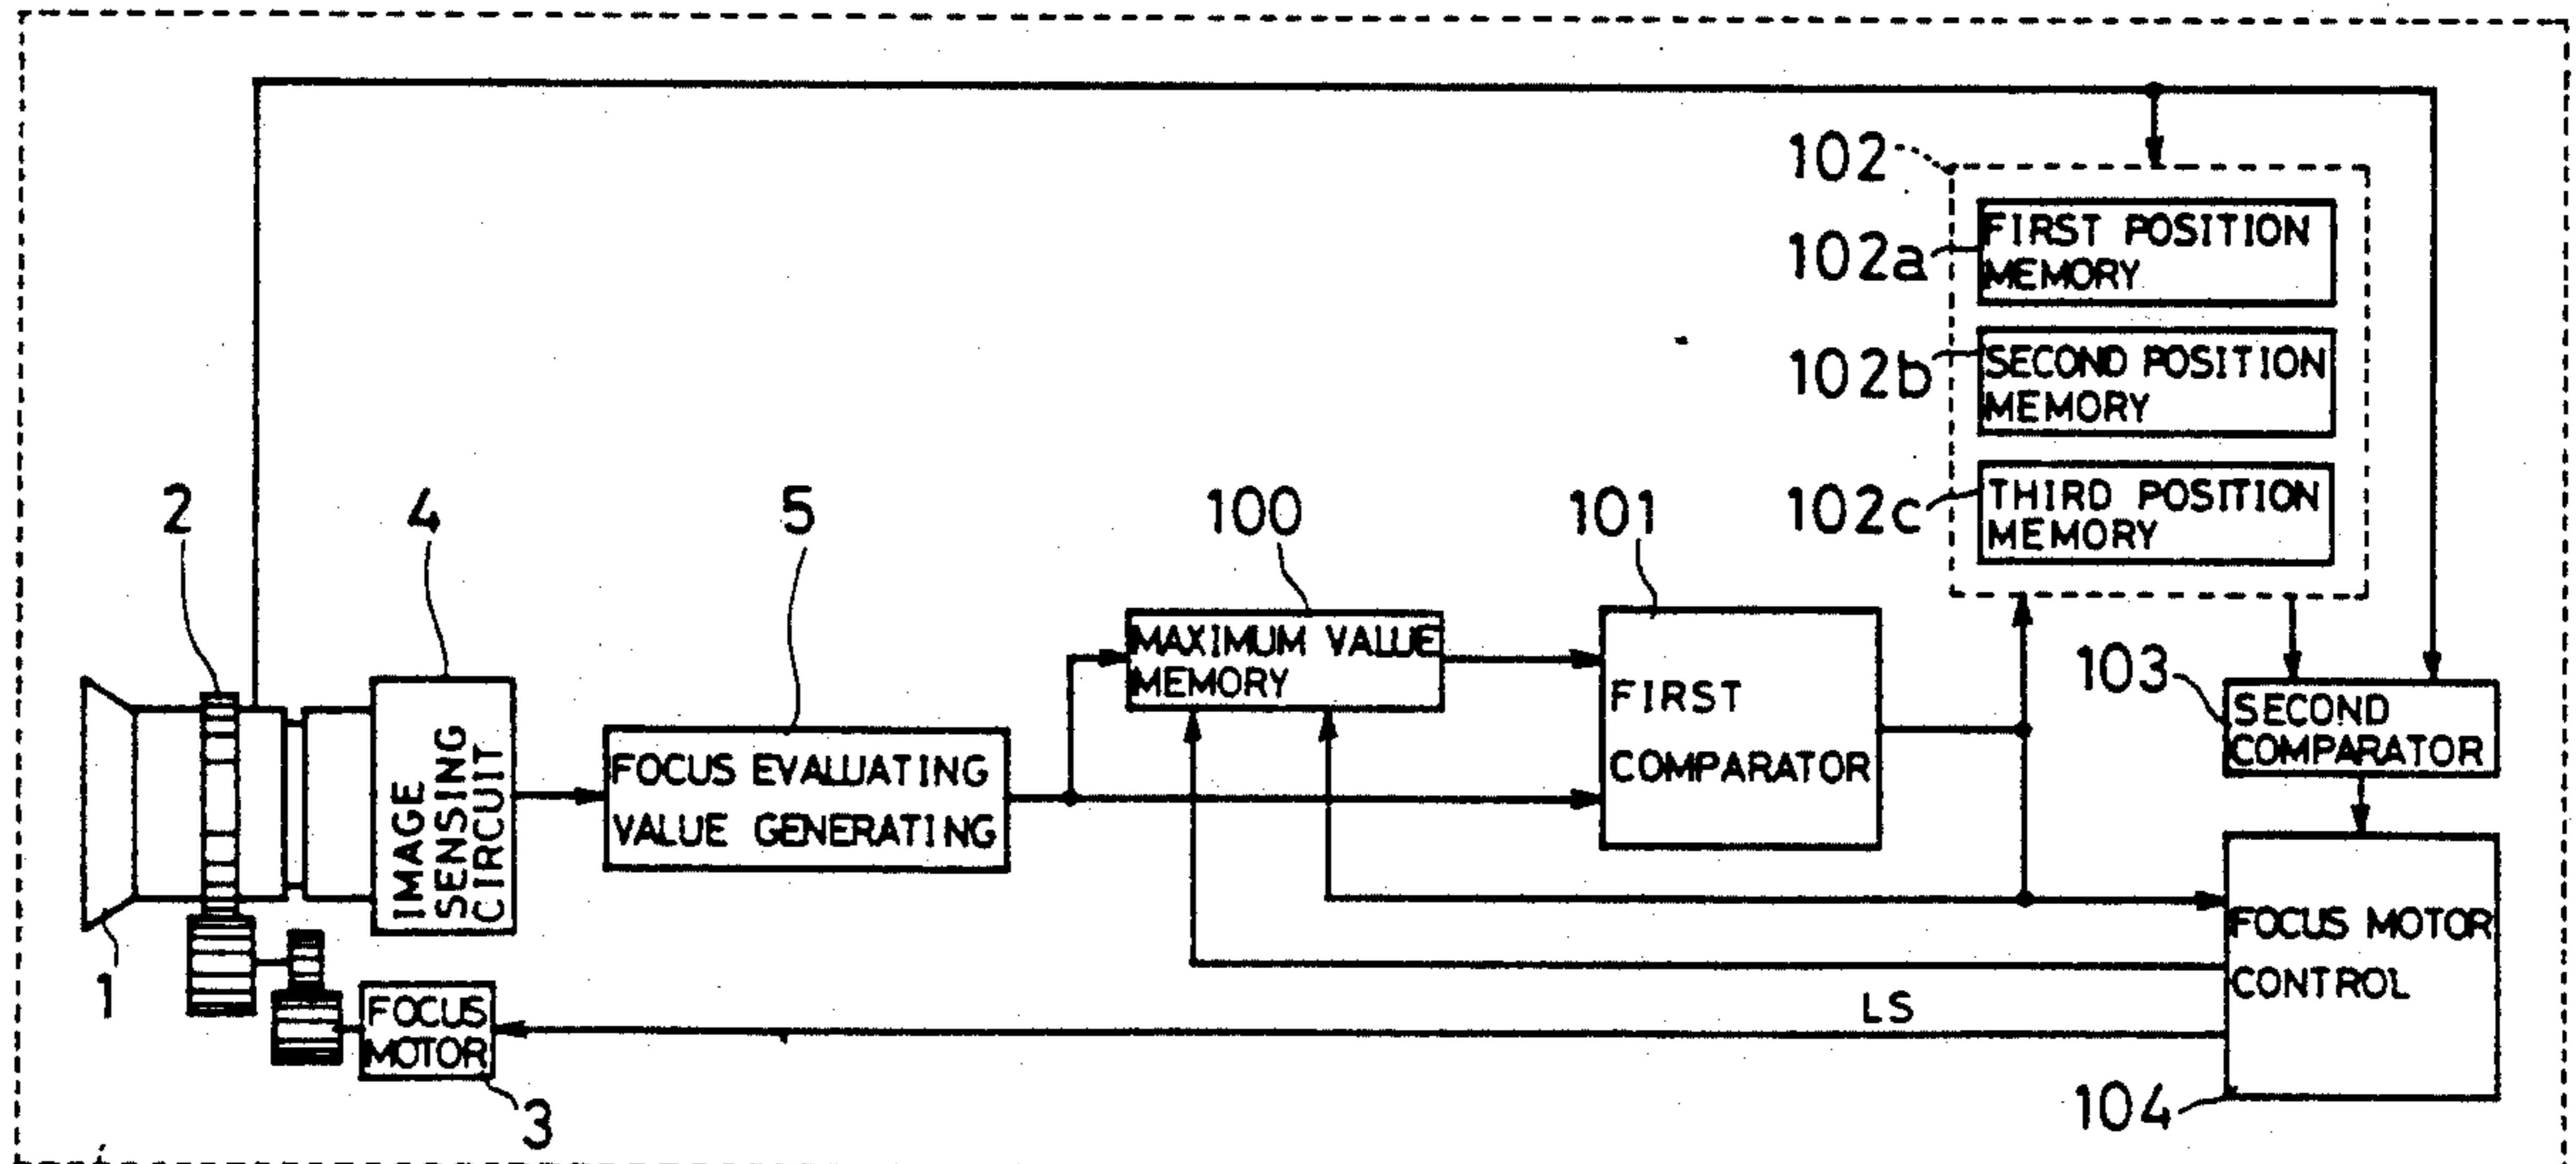 102
102a
FIRST POSITION
MEMORY
102b
SECOND POSITION
MEMORY
102c
THIRD POSITION
MEMORY
2
4
5
100
101
103
MAXIMUM VALUE
MEMORY
FIRST
COMPARATOR
SECOND
COMPARATOR
IMAGE
SENSING
CIRCUIT
FOCUS EVALUATING
VALUE GENERATING
1
FOCUS
MOTOR
3
LS
FOCUS MOTOR
CONTROL
104